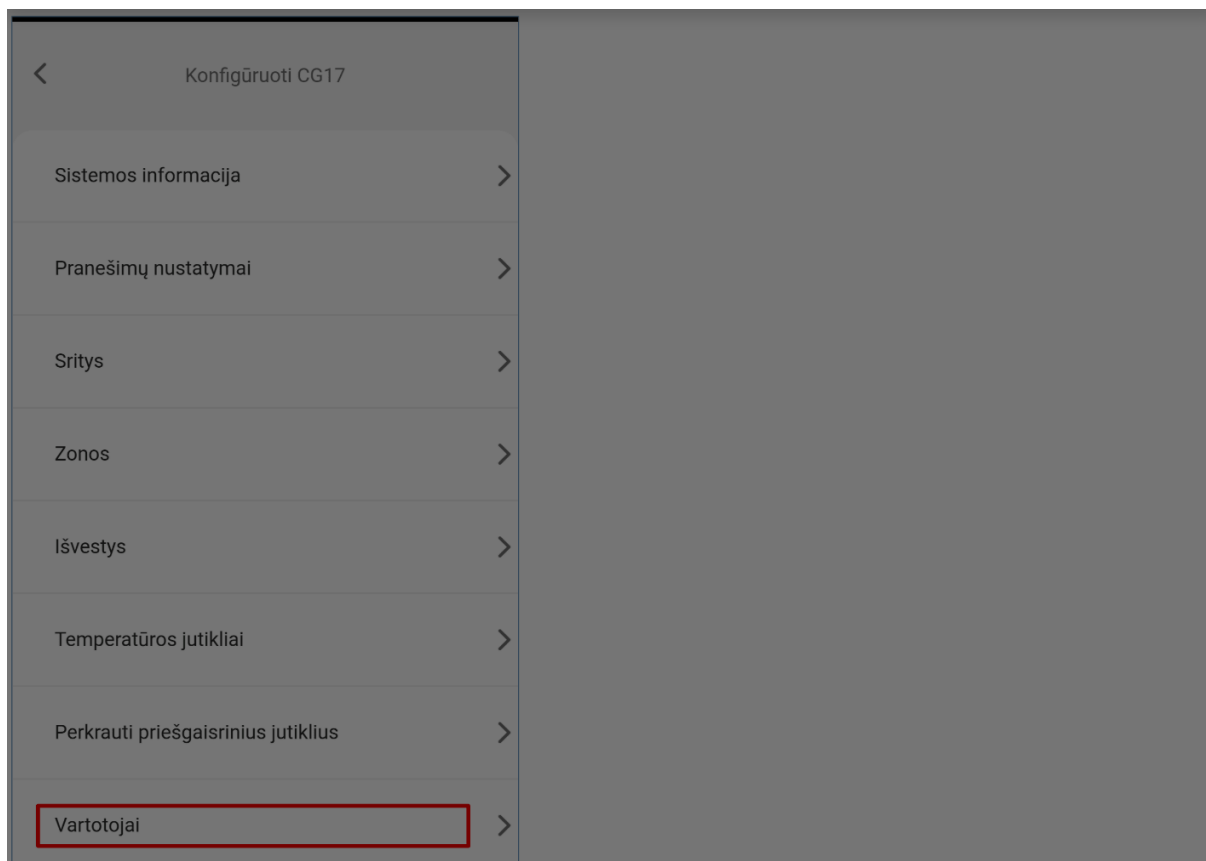 Konfigūruoti CG17
Sistemos informacija
Pranešimų nustatymai
Sritys
Zonos
Išvestys
Temperatūros jutikliai
Perkrauti priešgaisrinius jutiklius
Vartotojai